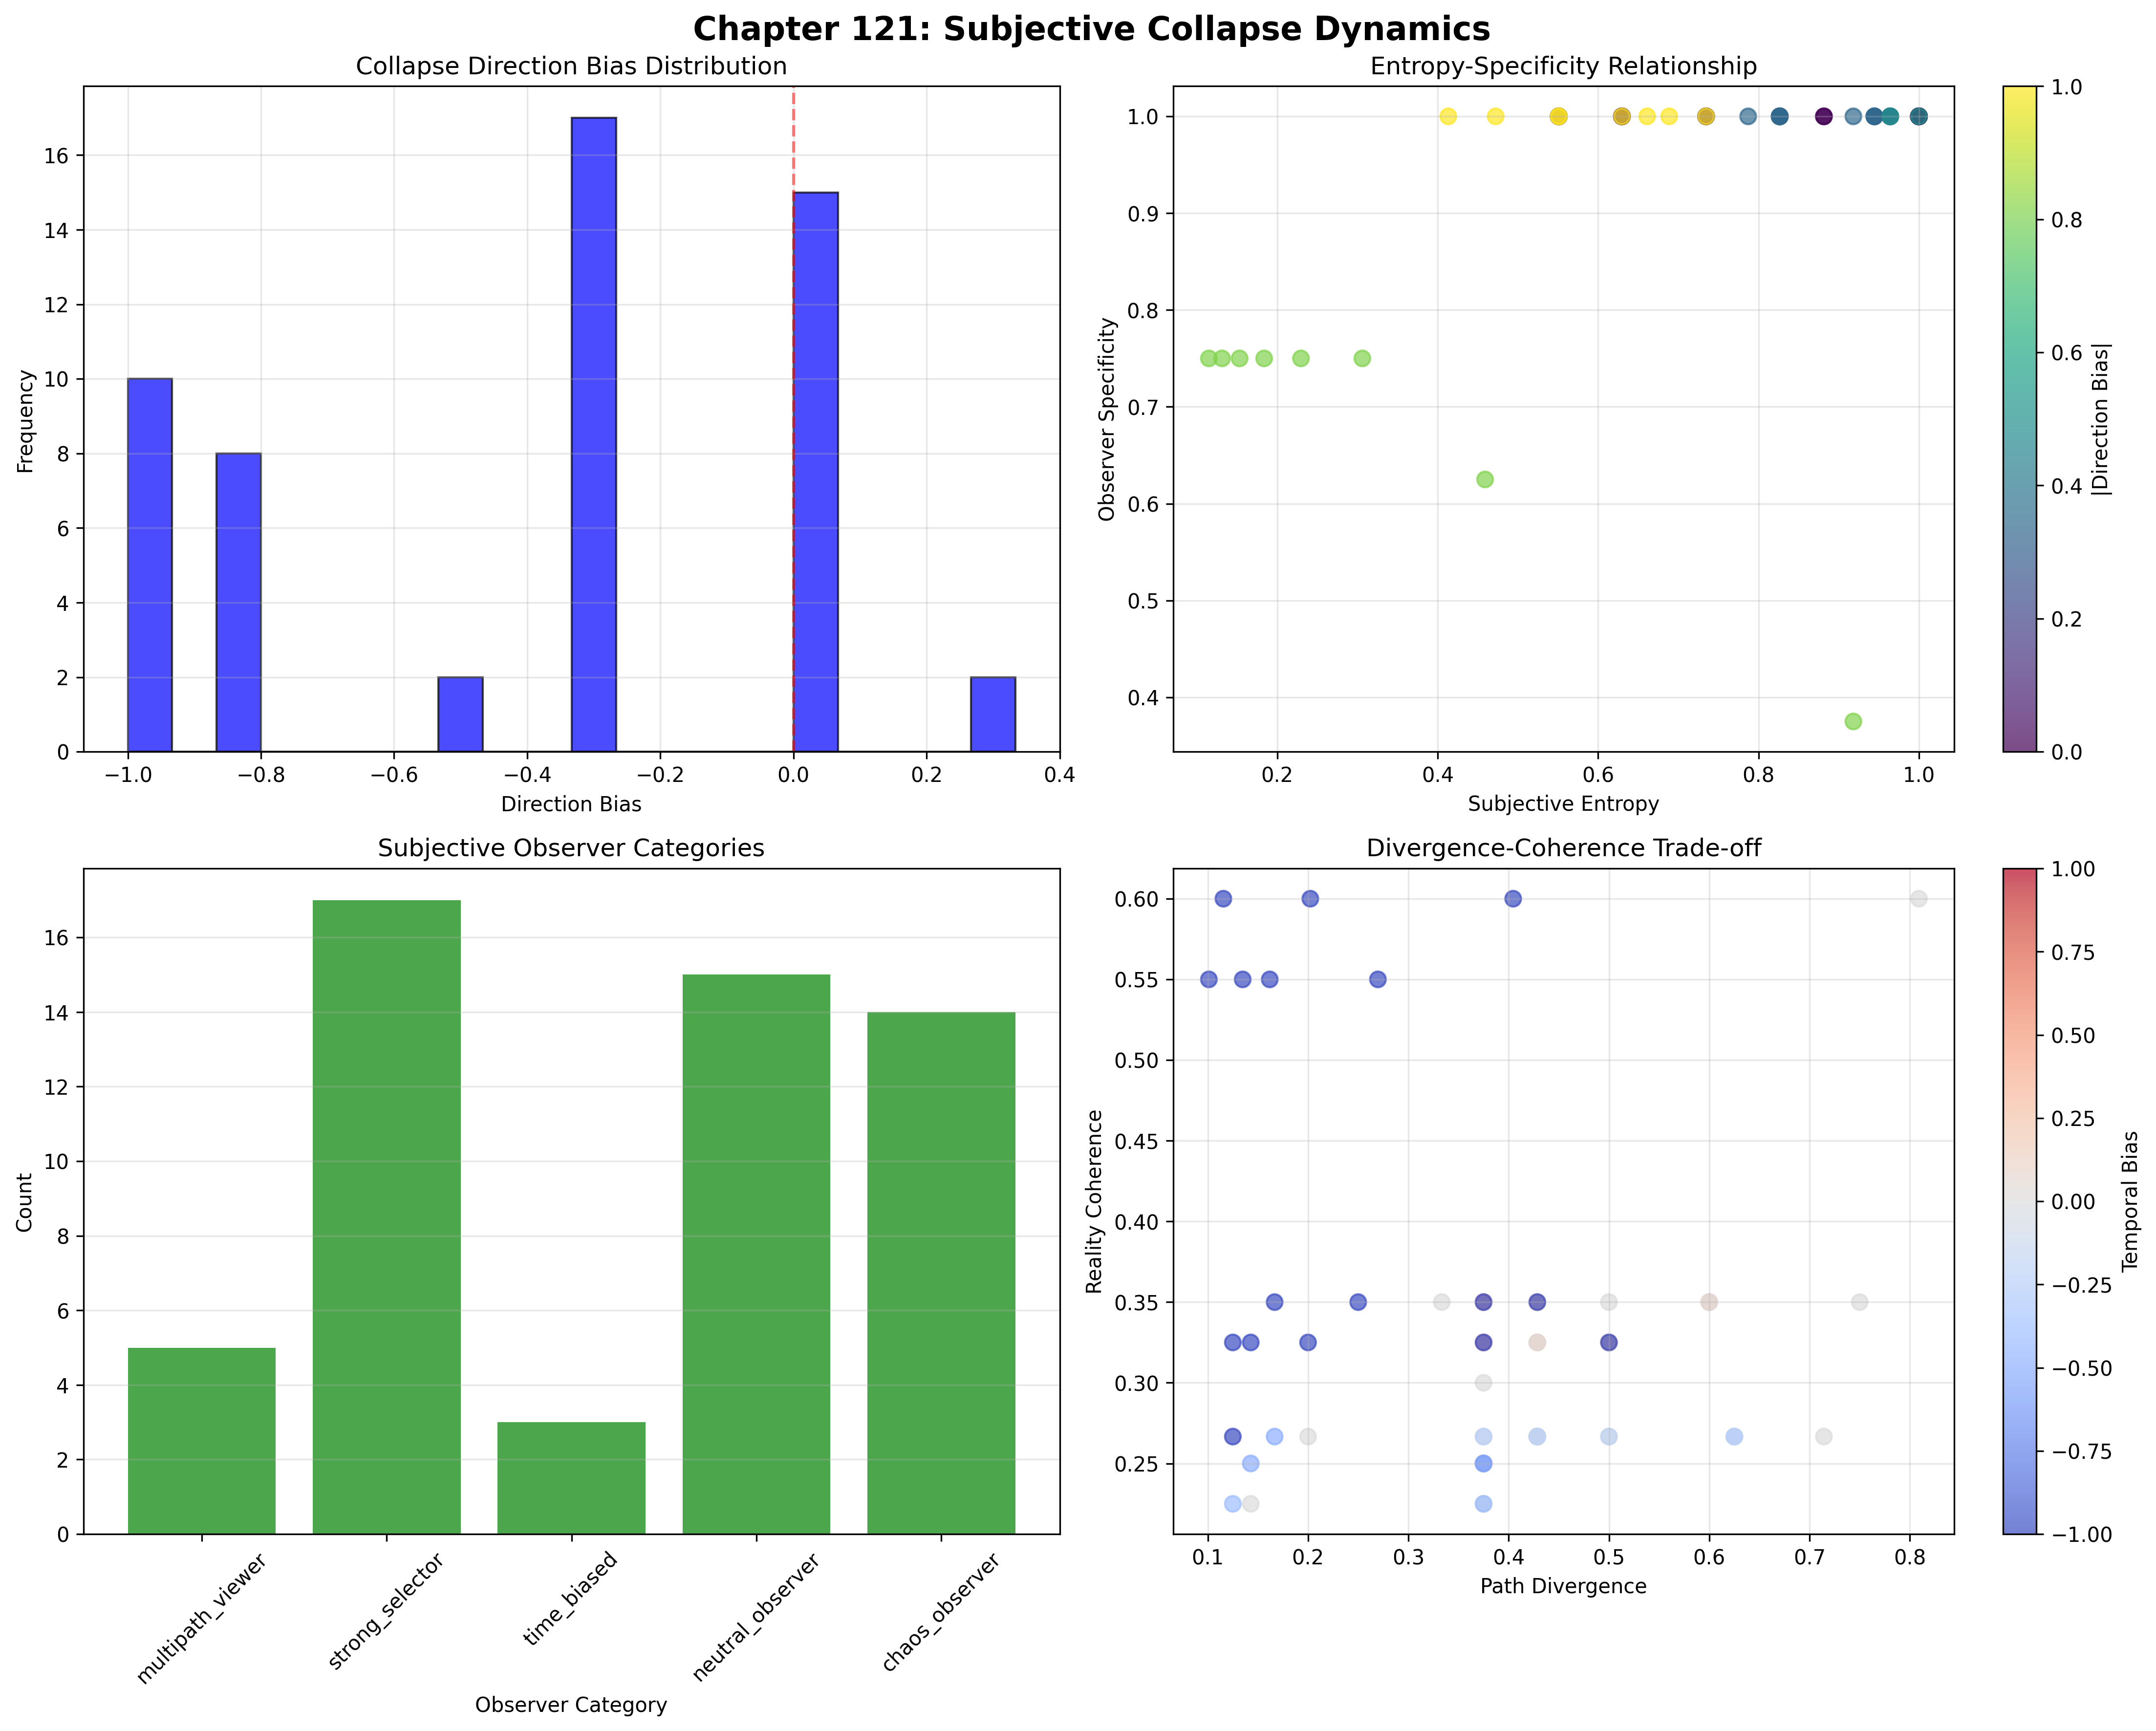 Chapter 121: Subjective Collapse Dynamics
Collapse Direction Bias Distribution
Frequency
16
14
12
10
8
6
4
2
0
−1.0 −0.8 −0.6 −0.4 −0.2 0.0 0.2 0.4
Direction Bias
Entropy-Specificity Relationship
Observer Specificity
1.0
0.9
0.8
0.7
0.6
0.5
0.4
0.2 0.4 0.6 0.8 1.0
Subjective Entropy
1.0
0.8
0.6
0.4
0.2
0.0
|Direction Bias|
Subjective Observer Categories
Count
16
14
12
10
8
6
4
2
0
multipath_viewer
strong_selector
time_biased
neutral_observer
chaos_observer
Observer Category
Divergence-Coherence Trade-off
Reality Coherence
0.60
0.55
0.50
0.45
0.40
0.35
0.30
0.25
0.1 0.2 0.3 0.4 0.5 0.6 0.7 0.8
Path Divergence
1.00
0.75
0.50
0.25
0.00
−0.25
−0.50
−0.75
−1.00
Temporal Bias